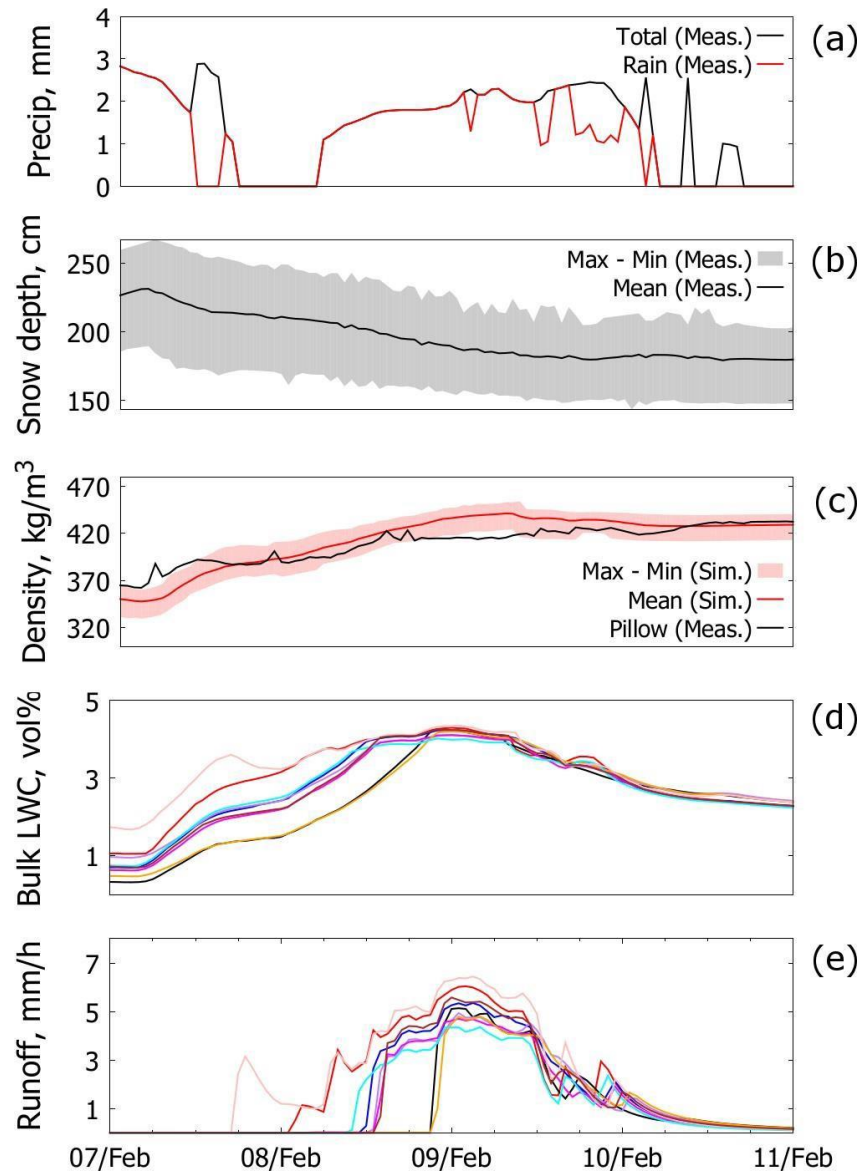 4
3
2
1
0
Precip, mm
Total (Meas.)
Rain (Meas.)
(a)
250
200
150
Snow depth, cm
Max - Min (Meas.)
Mean (Meas.)
(b)
470
420
370
320
Density, kg/m³
Max - Min (Sim.)
Mean (Sim.)
Pillow (Meas.)
(c)
5
3
1
Bulk LWC, vol%
(d)
7
5
3
1
Runoff, mm/h
(e)
07/Feb 08/Feb 09/Feb 10/Feb 11/Feb